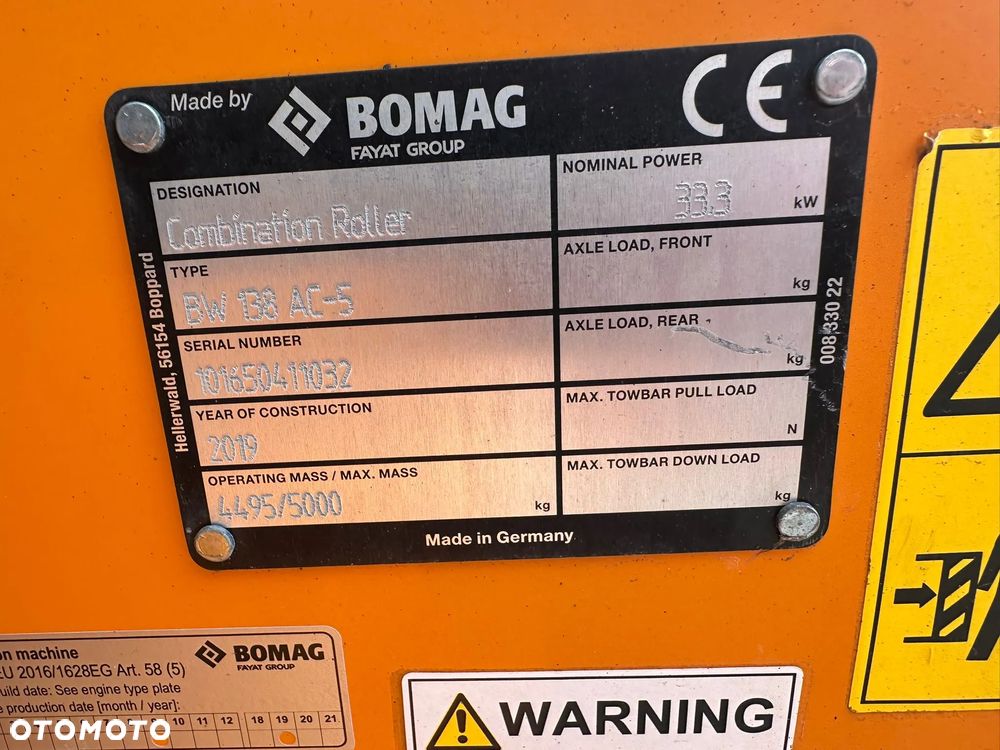 Made by
BOMAG
FAYAT GROUP
CE
DESIGNATION
Combination Roller
TYPE
BW 138 AC-5
SERIAL NUMBER
101650411032
YEAR OF CONSTRUCTION
2019
OPERATING MASS / MAX. MASS
4495/5000 kg
NOMINAL POWER
33.3 kW
AXLE LOAD, FRONT
kg
AXLE LOAD, REAR
kg
MAX. TOWBAR PULL LOAD
N
MAX. TOWBAR DOWN LOAD
kg
Hellerwald, 56154 Boppard
008 330 22
Made in Germany
on machine
EU 2016/1628EG Art. 58 (5)
uild date: See engine type plate
e production date [month / year]:
10 11 12 18 19 20 21
BOMAG
FAYAT GROUP
WARNING
OTOMOTO